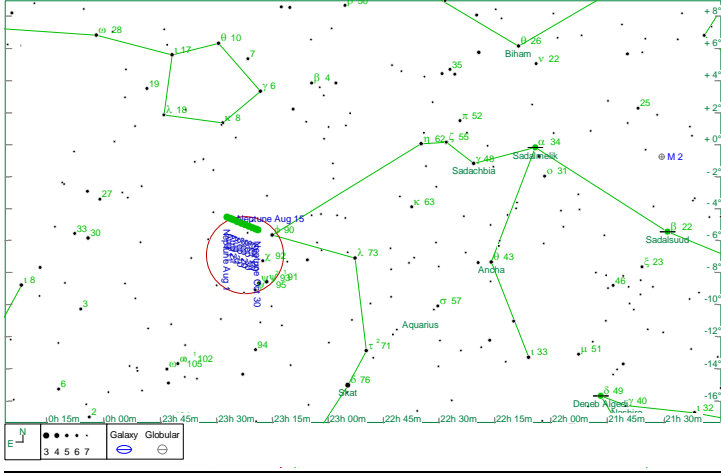 + 8°
ω 28
θ 10
θ 26
Biham
+ 6°
ι 17
7
ν 22
35
β 4
+ 4°
19
γ 6
25
+ 2°
λ 18
κ 8
π 52
η 62
ζ 55
α 34
+ 0°
Sadalmelik
γ 48
Sadachbia
M 2
- 2°
ο 31
27
κ 63
- 4°
Neptune Aug 15
φ 90
β 22
Sadalsuud
33
30
- 6°
λ 73
θ 43
Ancha
ξ 23
χ 92
Neptune Aug 1
- 8°
ι 8
46
σ 57
- 10°
3
Aquarius
- 12°
94
τ ² 71
ι 33
μ 51
ω ¹ 102
105
- 14°
6
δ 76
Skat
δ 49
Deneb Algedi
γ 40
- 16°
ι 32
2
0h 15m
0h 00m
23h 45m
23h 30m
23h 15m
22h 45m
22h 30m
22h 15m
22h 00m
21h 45m
21h 30m
N
E
3 4 5 6 7
Galaxy
Globular